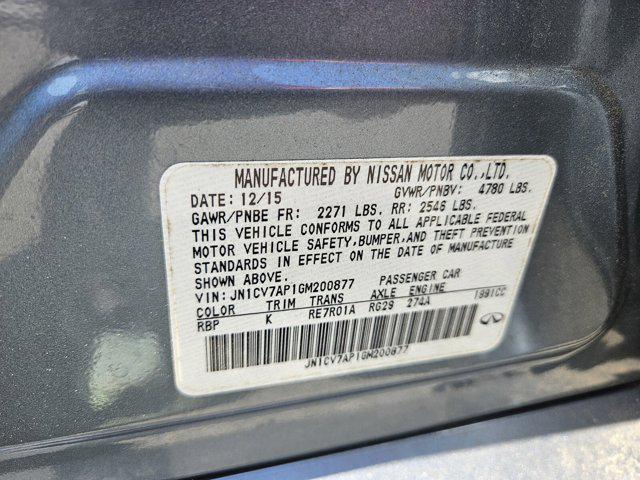 MANUFACTURED BY NISSAN MOTOR CO.,LTD.
DATE: 12/15 GVWR/PNBV: 4780 LBS.
GAWR/PNBE FR: 2271 LBS. RR: 2546 LBS.
THIS VEHICLE CONFORMS TO ALL APPLICABLE FEDERAL
MOTOR VEHICLE SAFETY, BUMPER, AND THEFT PREVENTION
STANDARDS IN EFFECT ON THE DATE OF MANUFACTURE
SHOWN ABOVE.
VIN: JN1CV7AP1GM200877 PASSENGER CAR
COLOR TRIM TRANS AXLE ENGINE
RBP K RE7R01A RG29 274A 1991CC
JN1CV7AP1GM200877